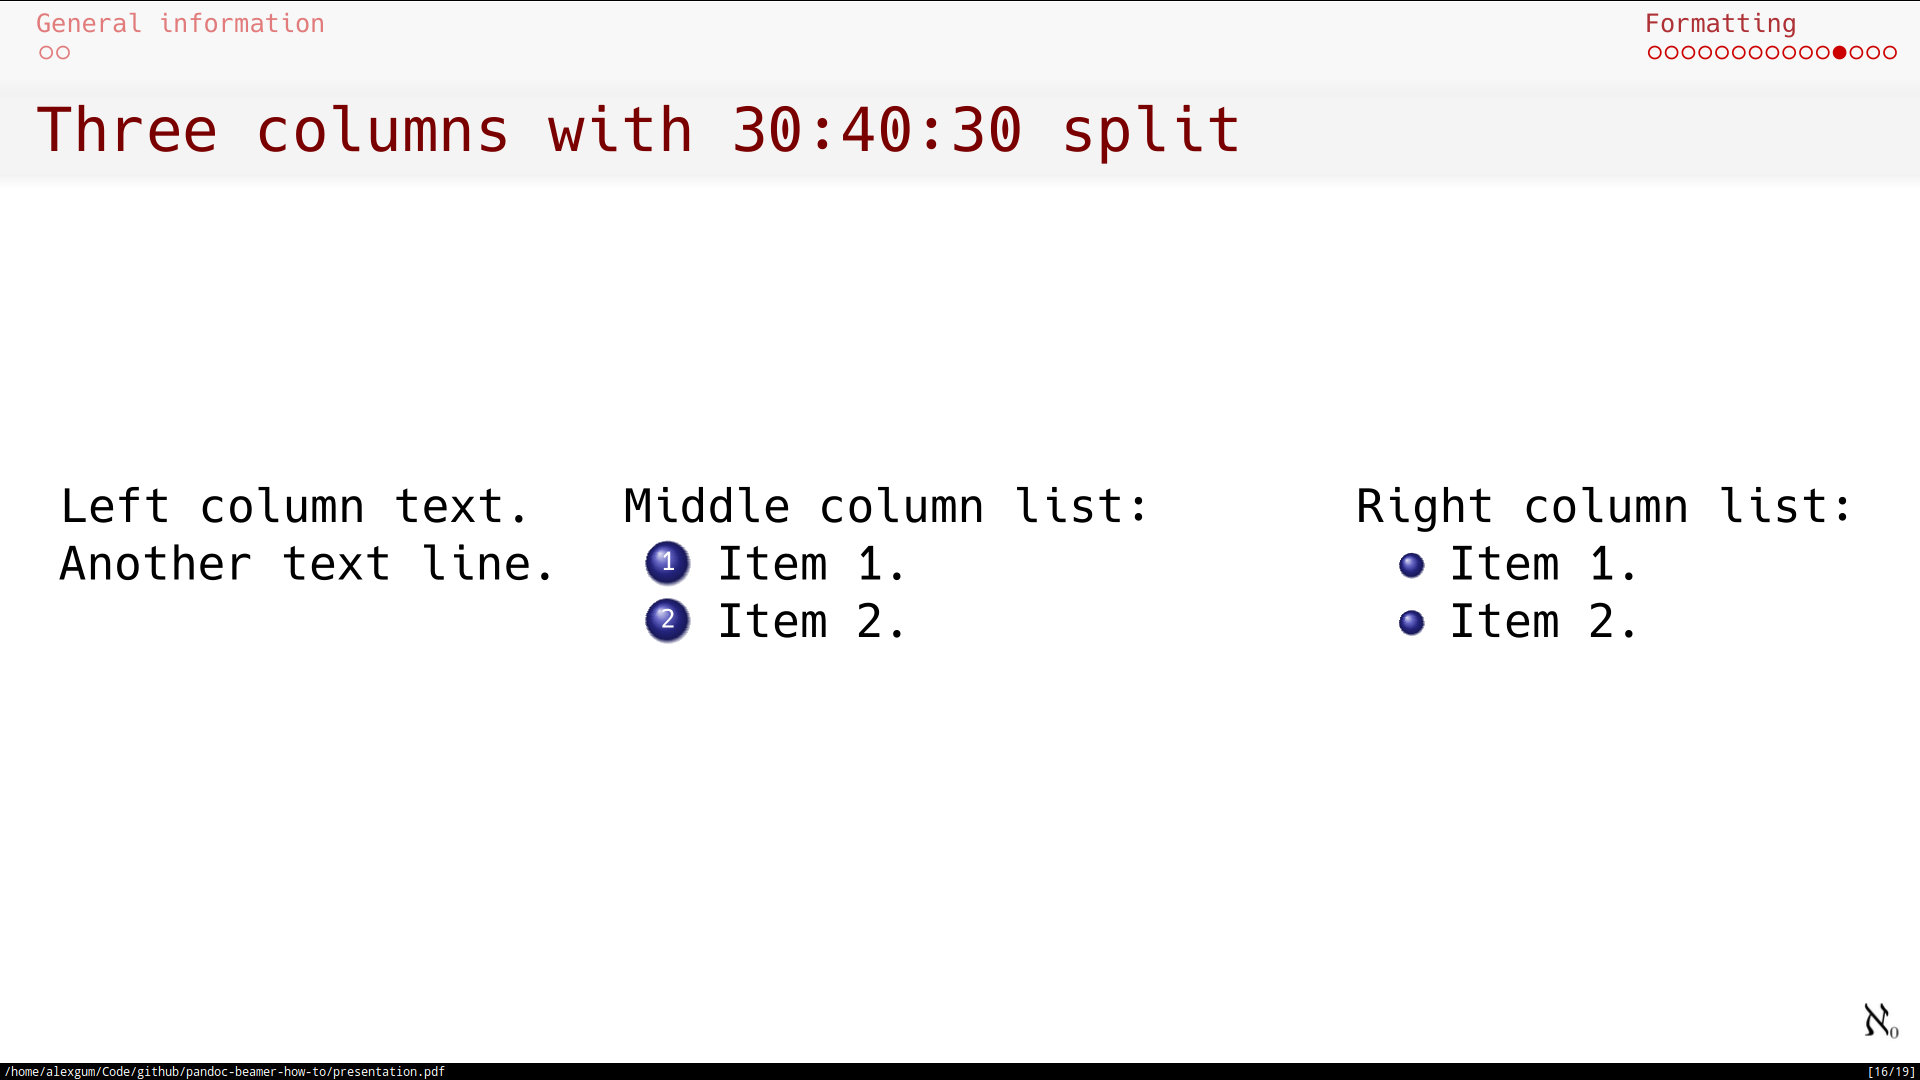 General information
Formatting
Three columns with 30:40:30 split
Left column text.
Another text line.
Middle column list:
1 Item 1.
2 Item 2.
Right column list:
Item 1.
Item 2.
ℵ0
/home/alexgum/Code/github/pandoc-beamer-how-to/presentation.pdf
[16/19]